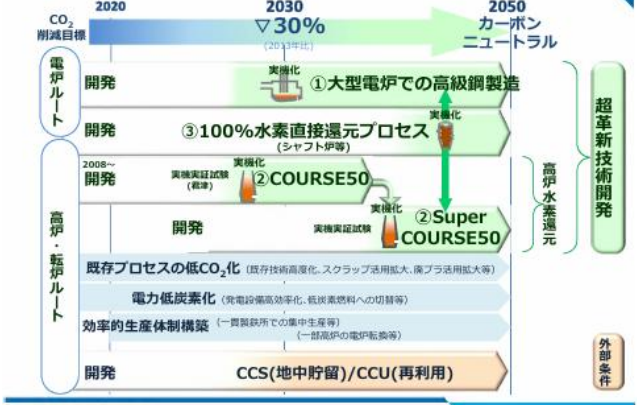 CO2
削減目標
2020
2030
2050
▽30%
(2013年比)
カーボン
ニュートラル
電炉ルート
開発
実機化
①大型電炉での高級鋼製造
開発
③100%水素直接還元プロセス
(シャフト炉等)
実機化
高炉・転炉ルート
2008~
開発
実機実証試験
(君津)
実機化
②COURSE50
開発
実機実証試験
実機化
②Super
COURSE50
高炉水素還元
超革新技術開発
既存プロセスの低CO2化(既存技術高度化、スクラップ活用拡大、廃プラ活用拡大等)
電力低炭素化(発電設備高効率化、低炭素燃料への切替等)
効率的生産体制構築(一貫製鉄所での集中生産等)
(一部高炉の電炉転換等)
開発
CCS(地中貯留)/CCU(再利用)
外部条件